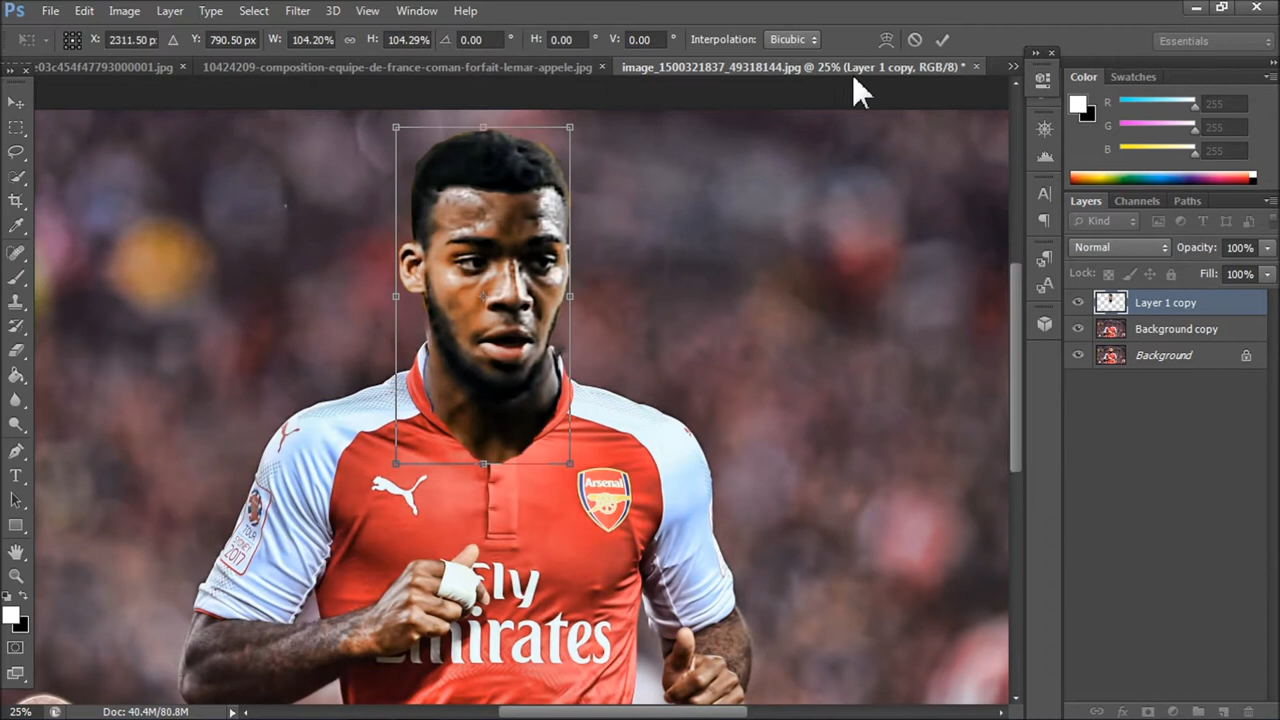 Ps File Edit Image Layer Type Select Filter 3D View Window Help
X: 2311.50 p: Y: 790.50 px W: 104.20% H: 104.29% 0.00 ° H: 0.00 ° V: 0.00 ° Interpolation: Bicubic Essentials
:e03c454f47793000001.jpg × 10424209-composition-equipe-de-france-coman-forfait-lemar-appele.jpg × image_1500321837_49318144.jpg @ 25% (Layer 1 copy, RGB/8) * ×
Color Swatches
R 255
G 255
B 255
Layers Channels Paths
Kind
Normal Opacity: 100%
Lock: Fill: 100%
Layer 1 copy
Background copy
Background
Arsenal
TOUR
2017
Fly
Emirates
25% Doc: 40.4M/80.8M